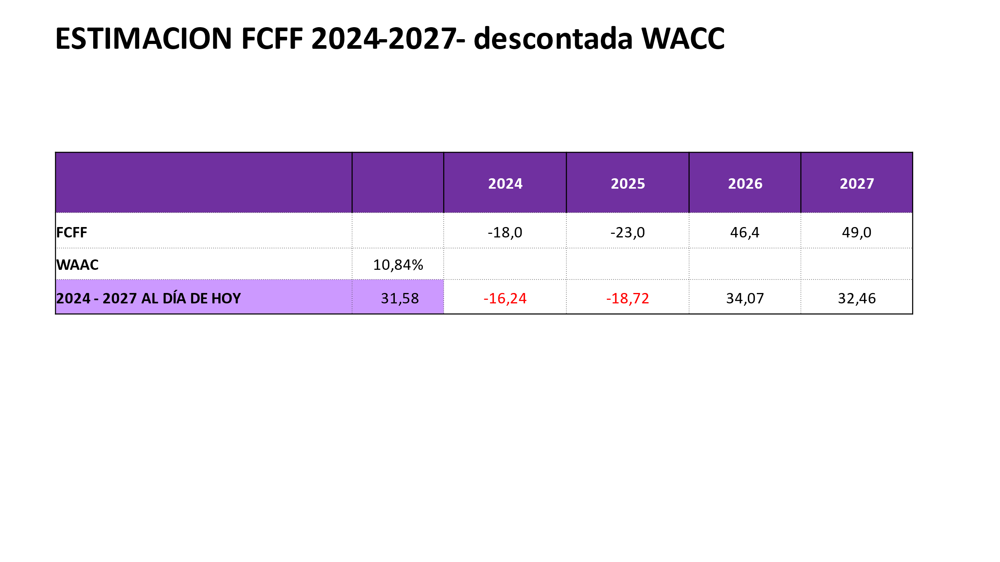 ESTIMACION FCFF 2024-2027- descontada WACC
2024 2025 2026 2027
FCFF -18,0 -23,0 46,4 49,0
WAAC 10,84%
2024 - 2027 AL DÍA DE HOY 31,58 -16,24 -18,72 34,07 32,46